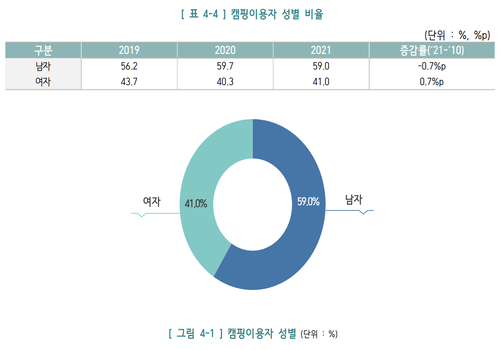 [ 표 4-4 ] 캠핑이용자 성별 비율
(단위 : %, %p)
구분 2019 2020 2021 증감률('21-'10)
남자 56.2 59.7 59.0 -0.7%p
여자 43.7 40.3 41.0 0.7%p
여자 41.0% 59.0% 남자
[ 그림 4-1 ] 캠핑이용자 성별 (단위 : %)